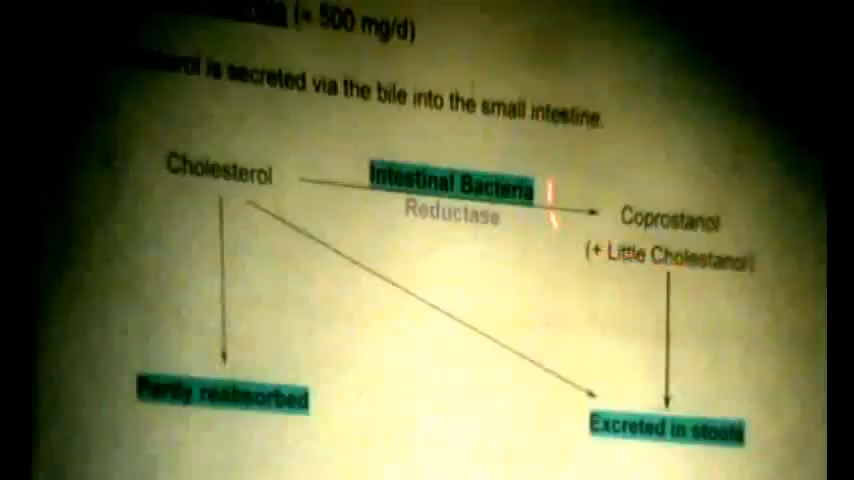 (= 500 mg/d)
is secreted via the bile into the small intestine.
Cholesterol
Intestinal Bacteria
Reductase
Coprostanol
(+ Little Cholestanol)
Partly reabsorbed
Excreted in stools